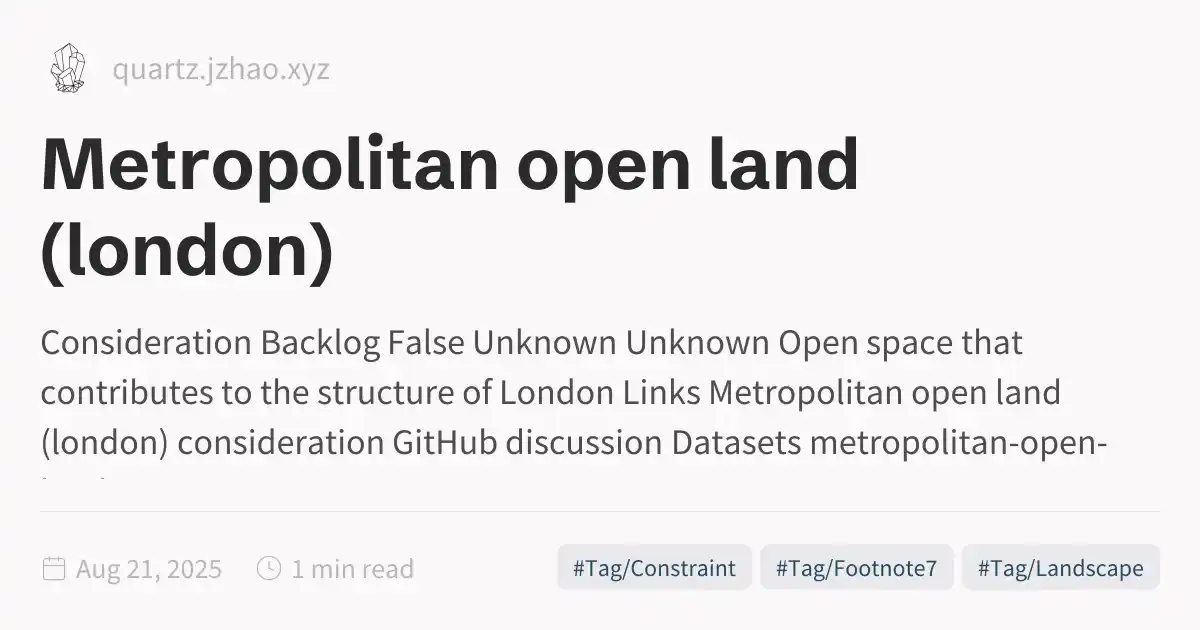 quartz.jzhao.xyz
Metropolitan open land
(london)
Consideration Backlog False Unknown Unknown Open space that
contributes to the structure of London Links Metropolitan open land
(london) consideration GitHub discussion Datasets metropolitan-open-
Aug 21, 2025
1 min read
#Tag/Constraint
#Tag/Footnote7
#Tag/Landscape